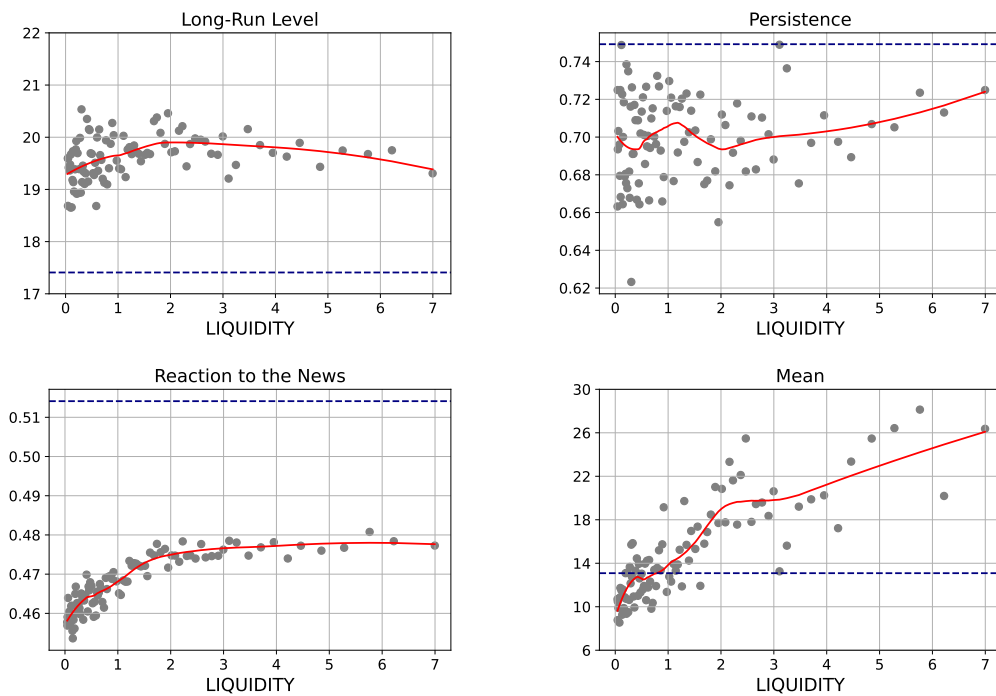 Long-Run Level
22
21
20
19
18
17
0 1 2 3 4 5 6 7
LIQUIDITY
Persistence
0.74
0.72
0.70
0.68
0.66
0.64
0.62
0 1 2 3 4 5 6 7
LIQUIDITY
Reaction to the News
0.51
0.50
0.49
0.48
0.47
0.46
0 1 2 3 4 5 6 7
LIQUIDITY
Mean
30
26
22
18
14
10
6
0 1 2 3 4 5 6 7
LIQUIDITY